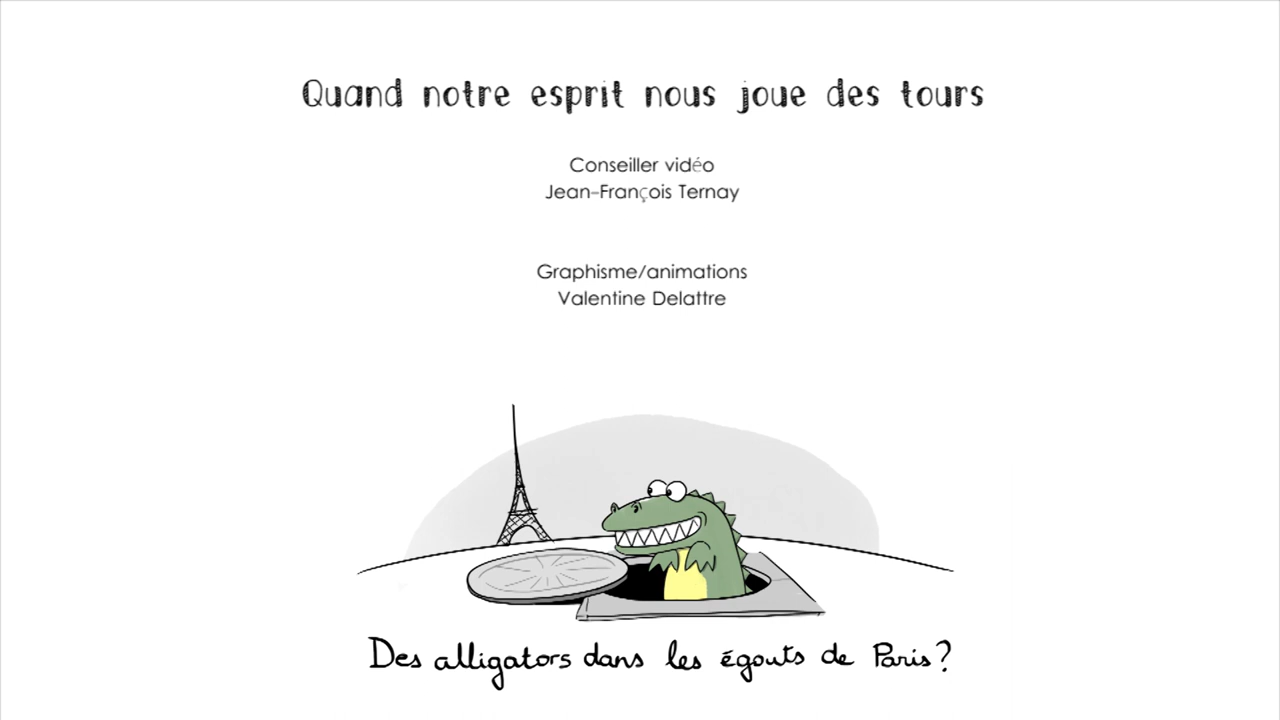 Quand notre esprit nous joue des tours
Conseiller vidéo
Jean-François Ternay
Graphisme/animations
Valentine Delattre
Des alligators dans les égouts de Paris?